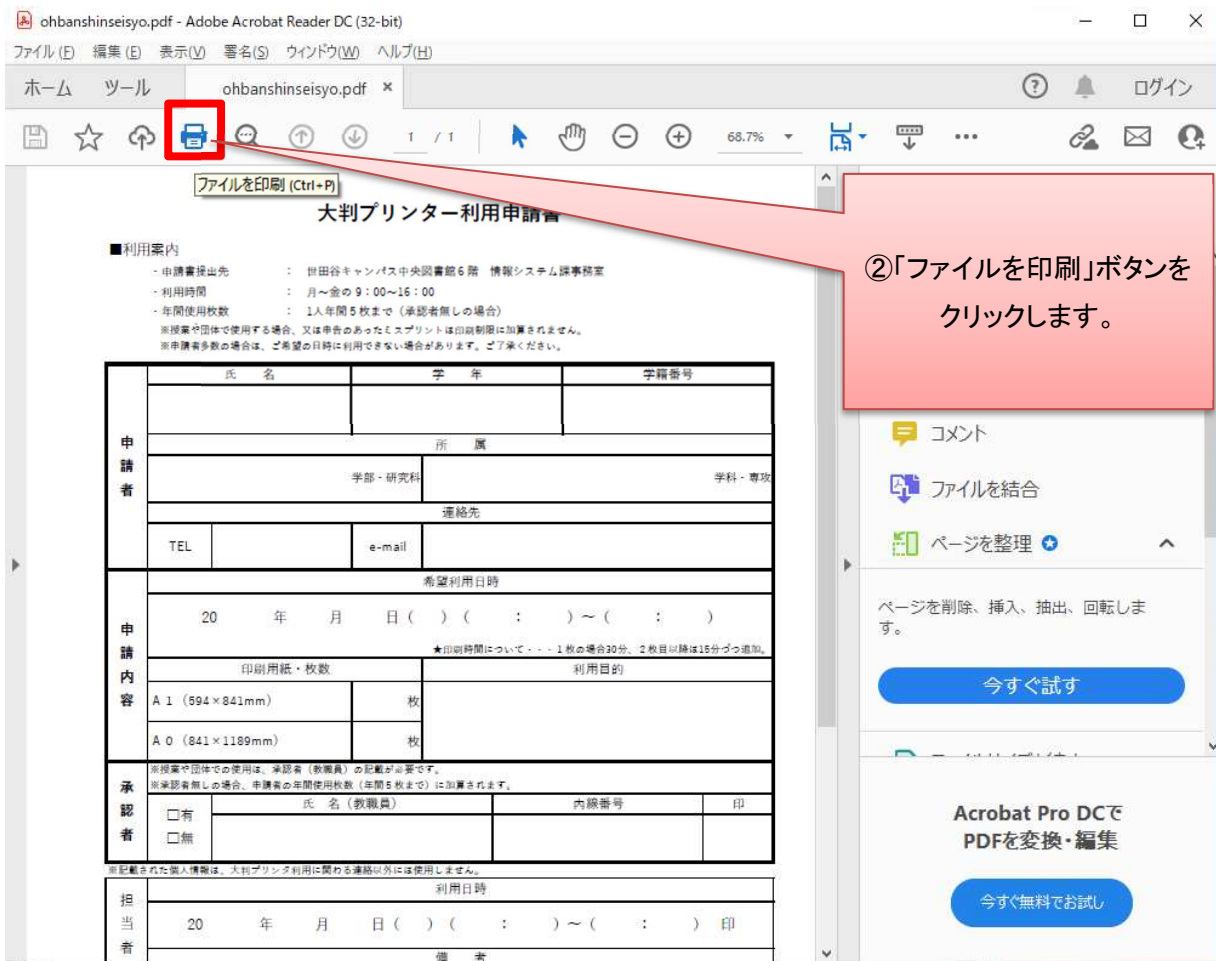 ohbanshinseisyo.pdf - Adobe Acrobat Reader DC (32-bit)
ファイル(F) 編集(E) 表示(V) 署名(S) ウィンドウ(W) ヘルプ(H)
ホーム ツール ohbanshinseisyo.pdf × ログイン
1 / 1 68.7%
ファイルを印刷 (Ctrl+P)
大判プリンター利用申請書
②「ファイルを印刷」ボタンを
クリックします。
■利用案内
・申請書提出先 : 世田谷キャンパス中央図書館6階 情報システム課事務室
・利用時間 : 月～金の9:00～16:00
・年間使用枚数 : 1人年間5枚まで（承認者無しの場合）
※授業や団体で使用する場合、又は申告のあったミスプリントは印刷制限に加算されません。
※申請者多数の場合は、ご希望の日時に利用できない場合があります。ご了承ください。
申請者
氏 名 学 年 学籍番号
所 属
学部・研究科 学科・専攻
連絡先
TEL e-mail
申請内容
希望利用日時
20 年 月 日( )( : )～( : )
★印刷時間について・・・1枚の場合30分、2枚目以降は15分づつ追加。
印刷用紙・枚数 利用目的
A1（594×841mm） 枚
A0（841×1189mm） 枚
承認者
※授業や団体での使用は、承認者（教職員）の記載が必要です。
※承認者無しの場合、申請者の年間使用枚数（年間5枚まで）に加算されます。
□有 氏 名（教職員） 内線番号 印
□無
※記載された個人情報は、大判プリンタ利用に関わる連絡以外には使用しません。
担当者
利用日時
20 年 月 日( )( : )～( : ) 印
備 考
コメント
ファイルを結合
ページを整理
ページを削除、挿入、抽出、回転しま
す。
今すぐ試す
Acrobat Pro DCで
PDFを変換・編集
今すぐ無料でお試し